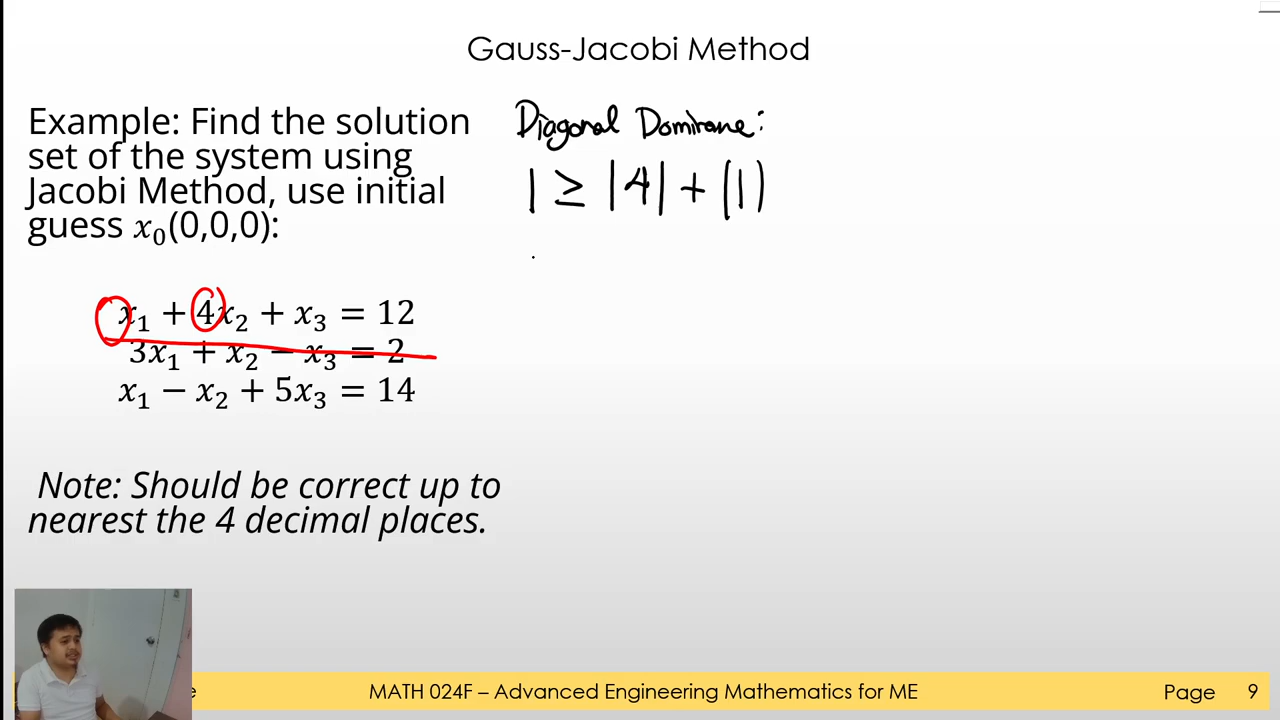 Gauss-Jacobi Method
Example: Find the solution
set of the system using
Jacobi Method, use initial
guess x₀(0,0,0):
x₁ + 4x₂ + x₃ = 12
3x₁ + x₂ − x₃ = 2
x₁ − x₂ + 5x₃ = 14
Note: Should be correct up to
nearest the 4 decimal places.
Diagonal Dominane:
1 ≥ |4| + |1|
e
MATH 024F – Advanced Engineering Mathematics for ME
Page 9